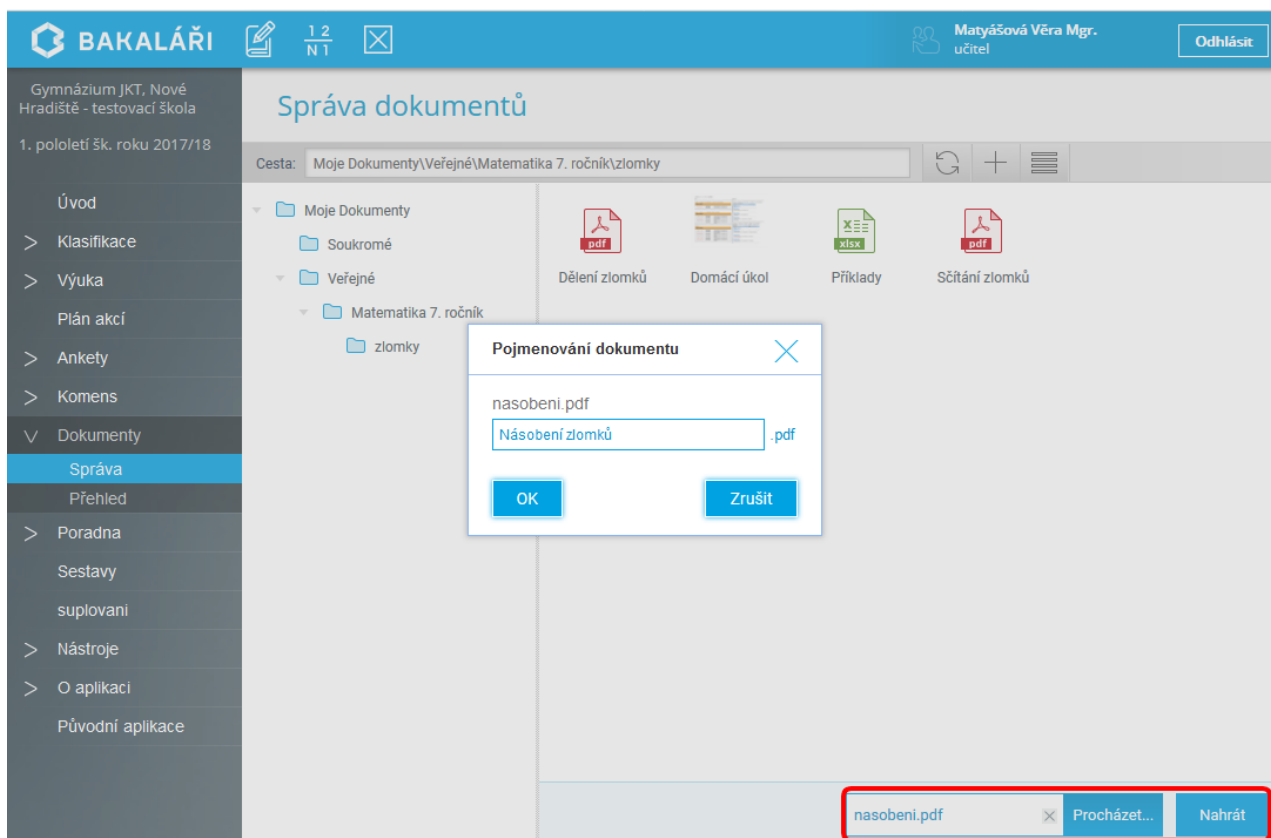 BAKALÁŘI
1 2
N 1
Matyášová Věra Mgr.
učitel
Odhlásit
Gymnázium JKT, Nové
Hradiště - testovací škola
1. pololetí šk. roku 2017/18
Úvod
> Klasifikace
> Výuka
Plán akcí
> Ankety
> Komens
Dokumenty
Správa
Přehled
> Poradna
Sestavy
suplovani
> Nástroje
> O aplikaci
Původní aplikace
Správa dokumentů
Cesta: Moje Dokumenty\Veřejné\Matematika 7. ročník\zlomky
Moje Dokumenty
Soukromé
Veřejné
Matematika 7. ročník
zlomky
pdf
xlsx
pdf
Dělení zlomků
Domácí úkol
Příklady
Sčítání zlomků
Pojmenování dokumentu
nasobeni.pdf
Násobení zlomků .pdf
OK
Zrušit
nasobeni.pdf
Procházet...
Nahrát